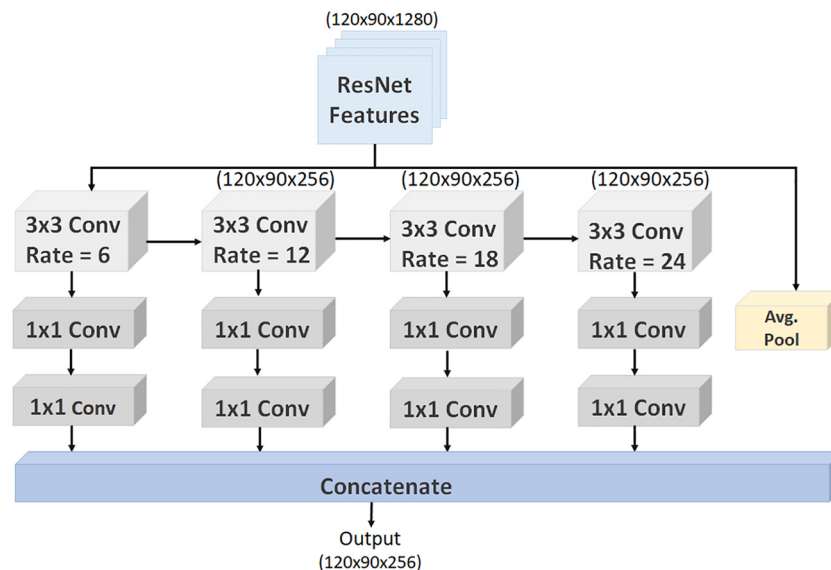 (120x90x1280)
ResNet
Features
(120x90x256)
(120x90x256)
(120x90x256)
3x3 Conv
Rate = 6
3x3 Conv
Rate = 12
3x3 Conv
Rate = 18
3x3 Conv
Rate = 24
1x1 Conv
1x1 Conv
1x1 Conv
1x1 Conv
Avg.
Pool
1x1 Conv
1x1 Conv
1x1 Conv
1x1 Conv
Concatenate
Output
(120x90x256)